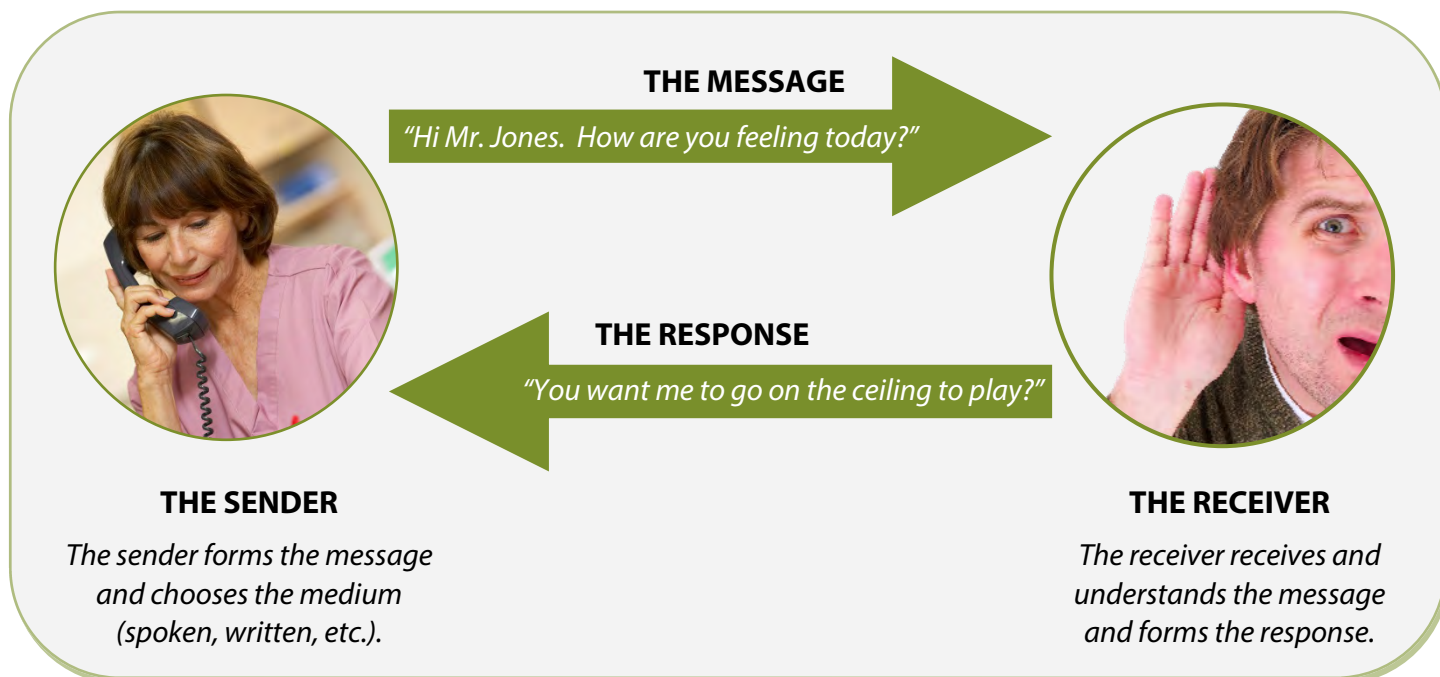 THE MESSAGE
“Hi Mr. Jones.  How are you feeling today?”
THE RESPONSE
“You want me to go on the ceiling to play?”
THE SENDER
The sender forms the message
and chooses the medium
(spoken, written, etc.).
THE RECEIVER
The receiver receives and
understands the message
and forms the response.